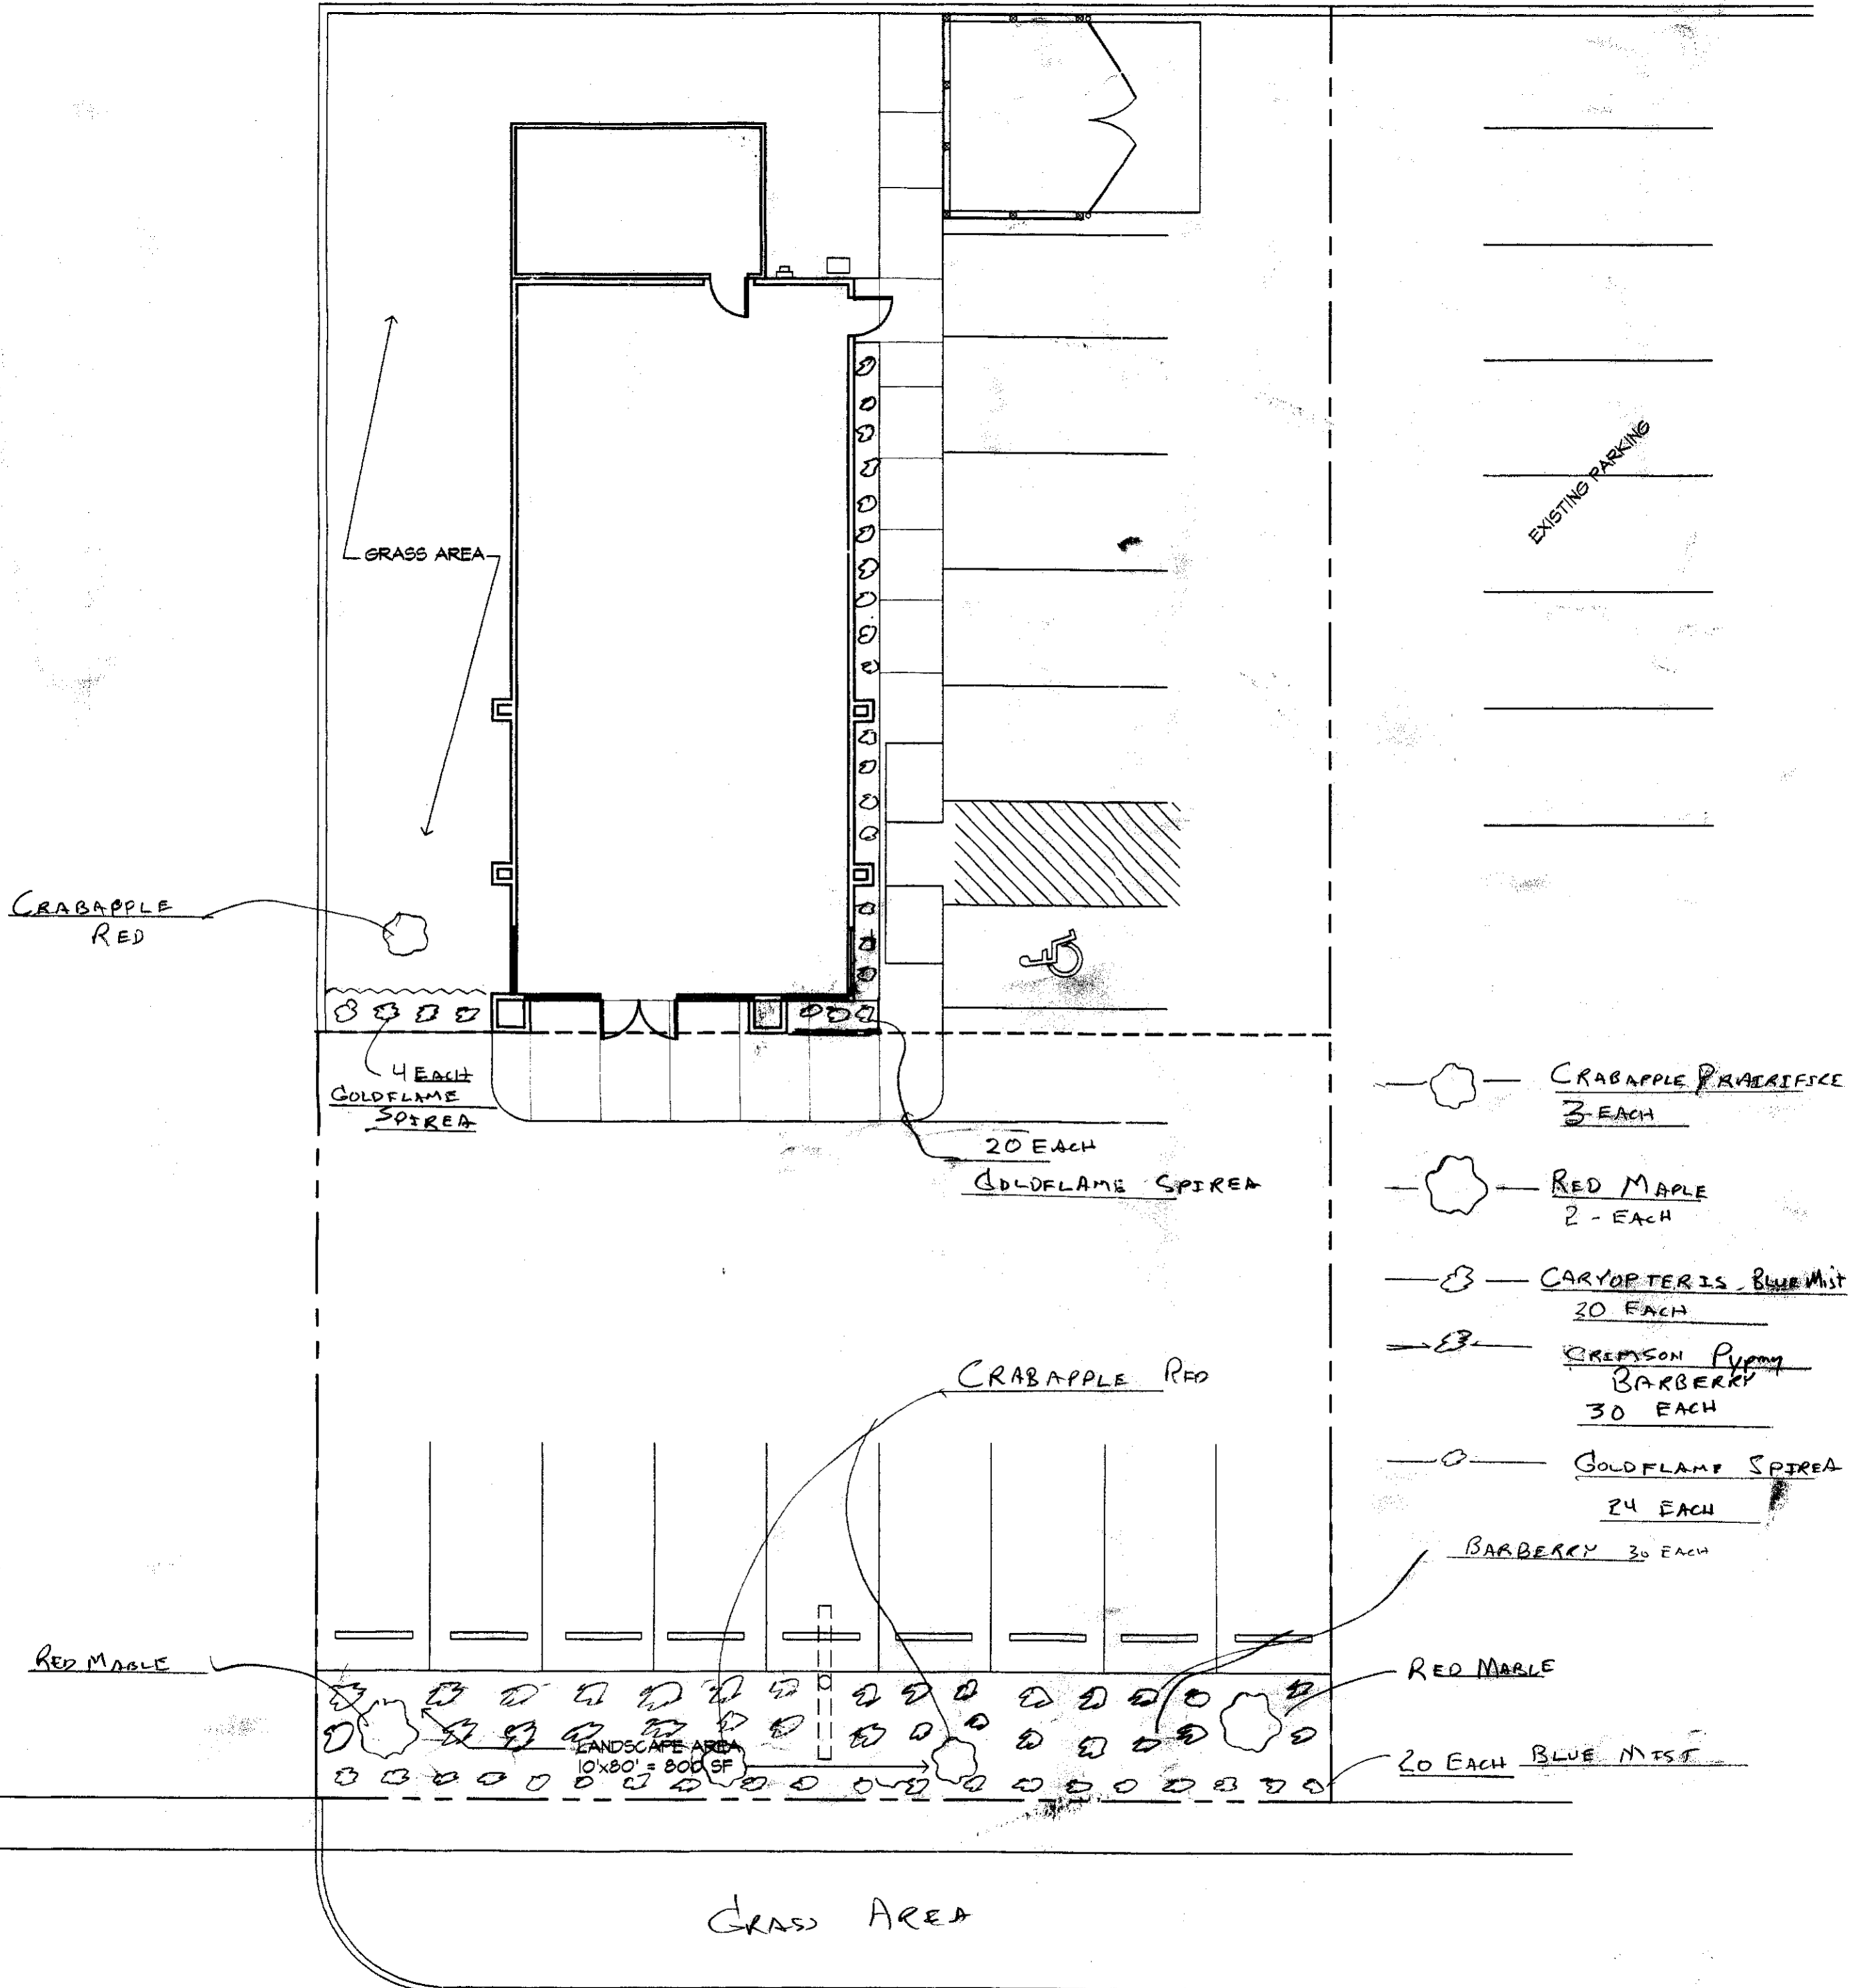 EXISTING PARKING
GRASS AREA
CRABAPPLE
RED
4 EACH
GOLDFLAME
SPIREA
20 EACH
GOLDFLAME SPIREA
CRABAPPLE PRAERIFIRE
3 EACH
RED MAPLE
2 - EACH
CARYOPTERIS - BLUE MIST
20 EACH
CRIMSON PYPMY
BARBERRY
30 EACH
GOLDFLAME SPIREA
24 EACH
CRABAPPLE RED
BARBERRY 30 EACH
RED MABLE
RED MABLE
LANDSCAPE AREA
10'x80' = 800 SF
20 EACH BLUE MIST
GRASS AREA